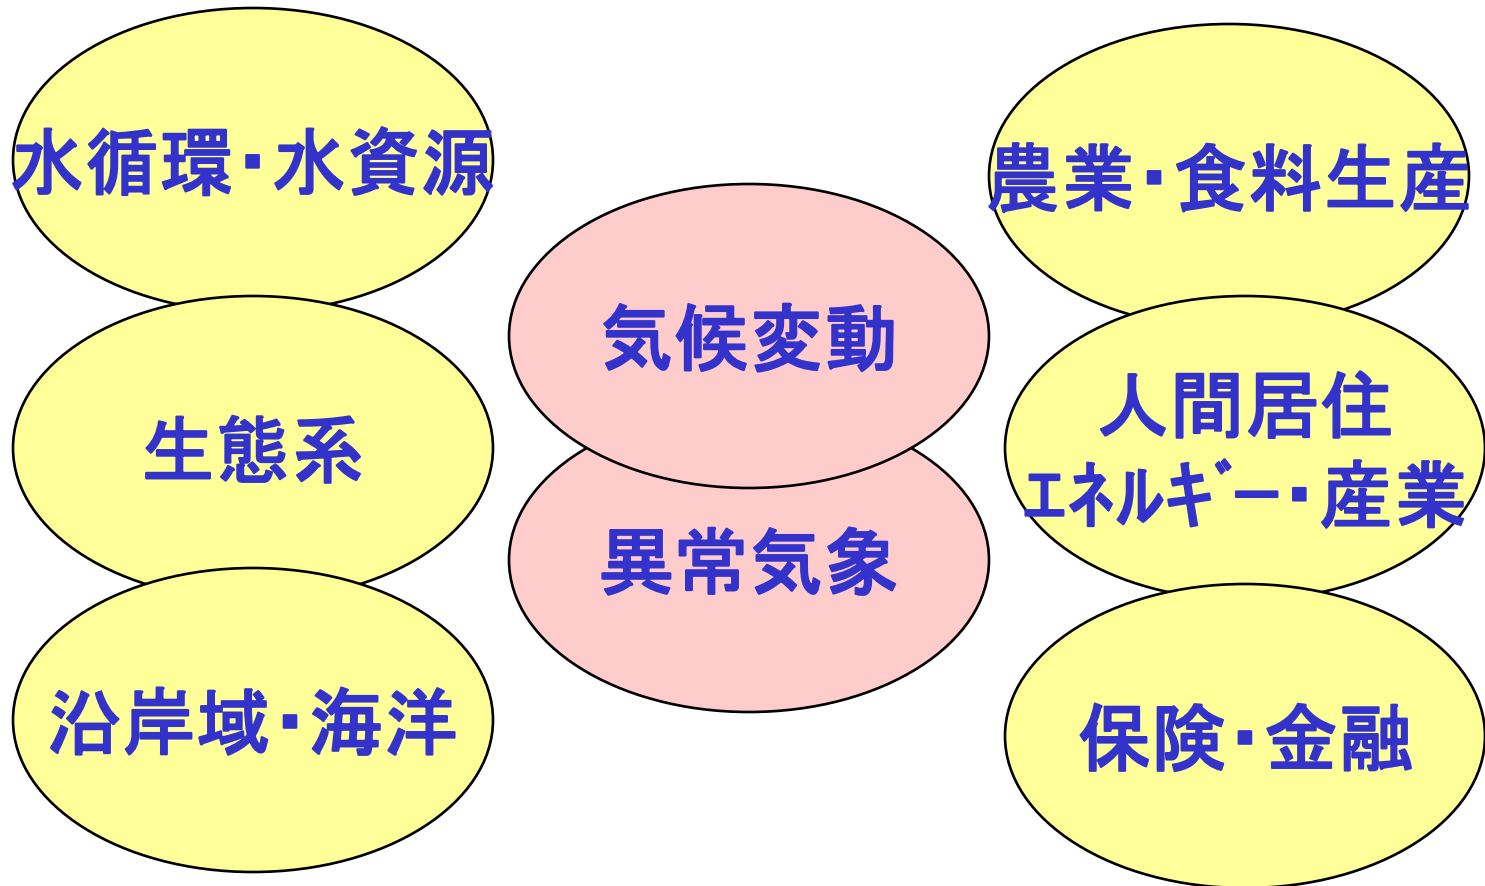 水循環・水資源
生態系
沿岸域・海洋
気候変動
異常気象
農業・食料生産
人間居住
ｴﾈﾙｷﾞｰ・産業
保険・金融